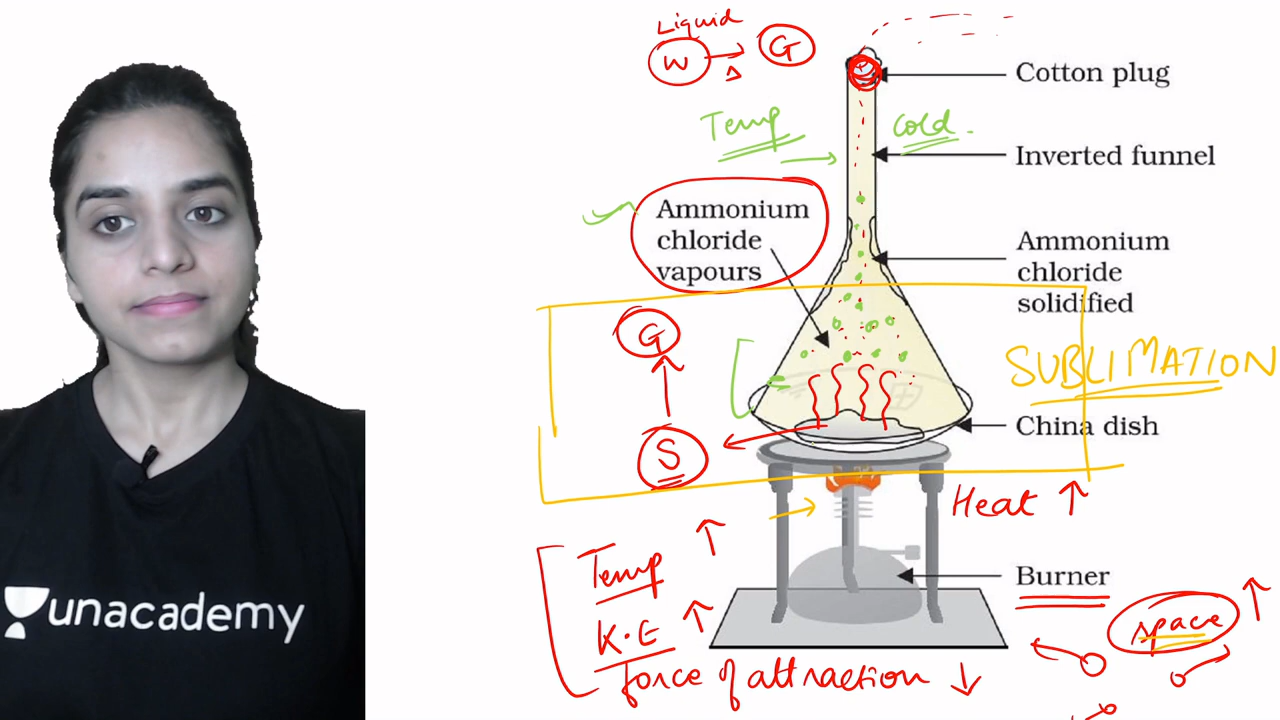 Liquid
W → G
Δ
Cotton plug
Temp
cold.
Inverted funnel
Ammonium
chloride
vapours
Ammonium
chloride
solidified
G
SUBLIMATION
S
China dish
Heat ↑
Temp ↑
K.E ↑
force of attraction ↓
Burner
space ↑
unacademy